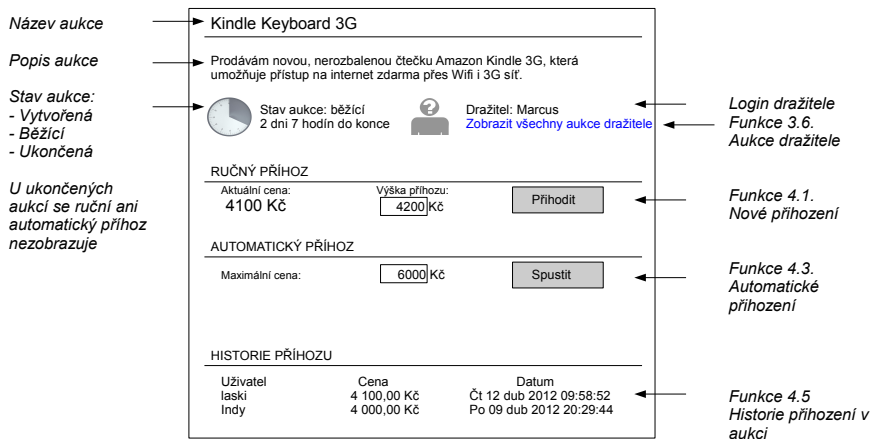 Název aukce
Popis aukce
Stav aukce:
- Vytvořená
- Běžící
- Ukončená
U ukončených
aukcí se ruční ani
automatický příhoz
nezobrazuje
Kindle Keyboard 3G
Prodávám novou, nerozbalenou čtečku Amazon Kindle 3G, která
umožňuje přístup na internet zdarma přes Wifi i 3G síť.
Stav aukce: běžící
2 dni 7 hodín do konce
Dražitel: Marcus
Zobrazit všechny aukce dražitele
RUČNÝ PŘÍHOZ
Aktuální cena:
4100 Kč
Výška příhozu:
4200 Kč
Přihodit
AUTOMATICKÝ PŘÍHOZ
Maximální cena:
6000 Kč
Spustit
HISTORIE PŘÍHOZU
Uživatel Cena Datum
laski 4 100,00 Kč Čt 12 dub 2012 09:58:52
Indy 4 000,00 Kč Po 09 dub 2012 20:29:44
Login dražitele
Funkce 3.6.
Aukce dražitele
Funkce 4.1.
Nové přihození
Funkce 4.3.
Automatické
přihození
Funkce 4.5
Historie přihození v
aukci